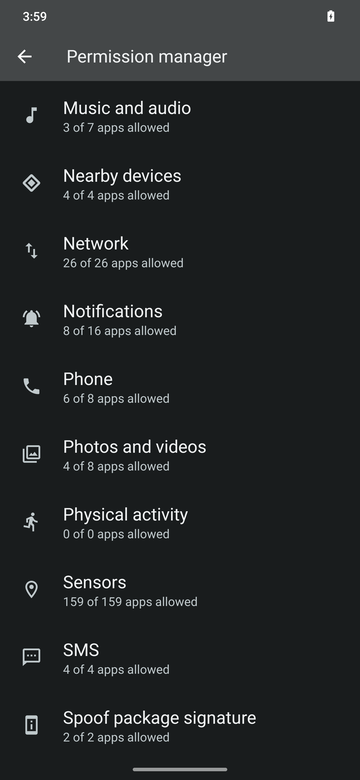 3:59
Permission manager
Music and audio
3 of 7 apps allowed
Nearby devices
4 of 4 apps allowed
Network
26 of 26 apps allowed
Notifications
8 of 16 apps allowed
Phone
6 of 8 apps allowed
Photos and videos
4 of 8 apps allowed
Physical activity
0 of 0 apps allowed
Sensors
159 of 159 apps allowed
SMS
4 of 4 apps allowed
Spoof package signature
2 of 2 apps allowed